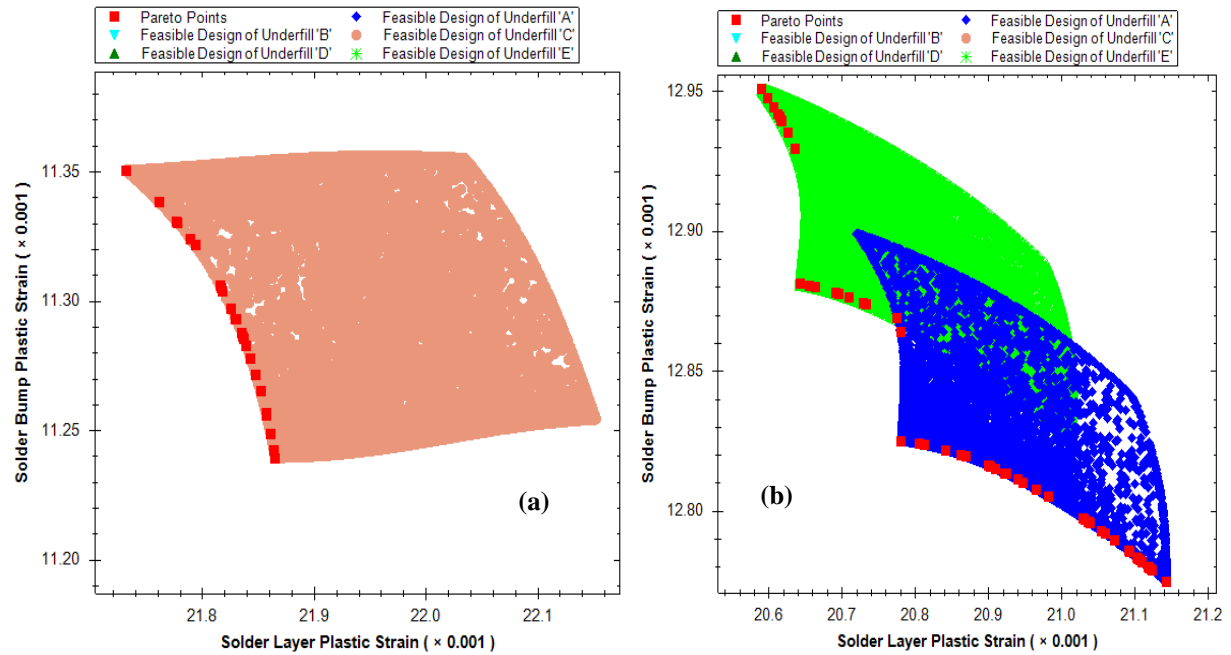 Pareto Points
Feasible Design of Underfill 'A'
Feasible Design of Underfill 'B'
Feasible Design of Underfill 'C'
Feasible Design of Underfill 'D'
Feasible Design of Underfill 'E'
Solder Bump Plastic Strain ( × 0.001 )
11.35
11.30
11.25
11.20
(a)
21.8 21.9 22.0 22.1
Solder Layer Plastic Strain ( × 0.001 )
Pareto Points
Feasible Design of Underfill 'A'
Feasible Design of Underfill 'B'
Feasible Design of Underfill 'C'
Feasible Design of Underfill 'D'
Feasible Design of Underfill 'E'
Solder Bump Plastic Strain ( × 0.001 )
12.95
12.90
12.85
12.80
(b)
20.6 20.7 20.8 20.9 21.0 21.1 21.2
Solder Layer Plastic Strain ( × 0.001 )